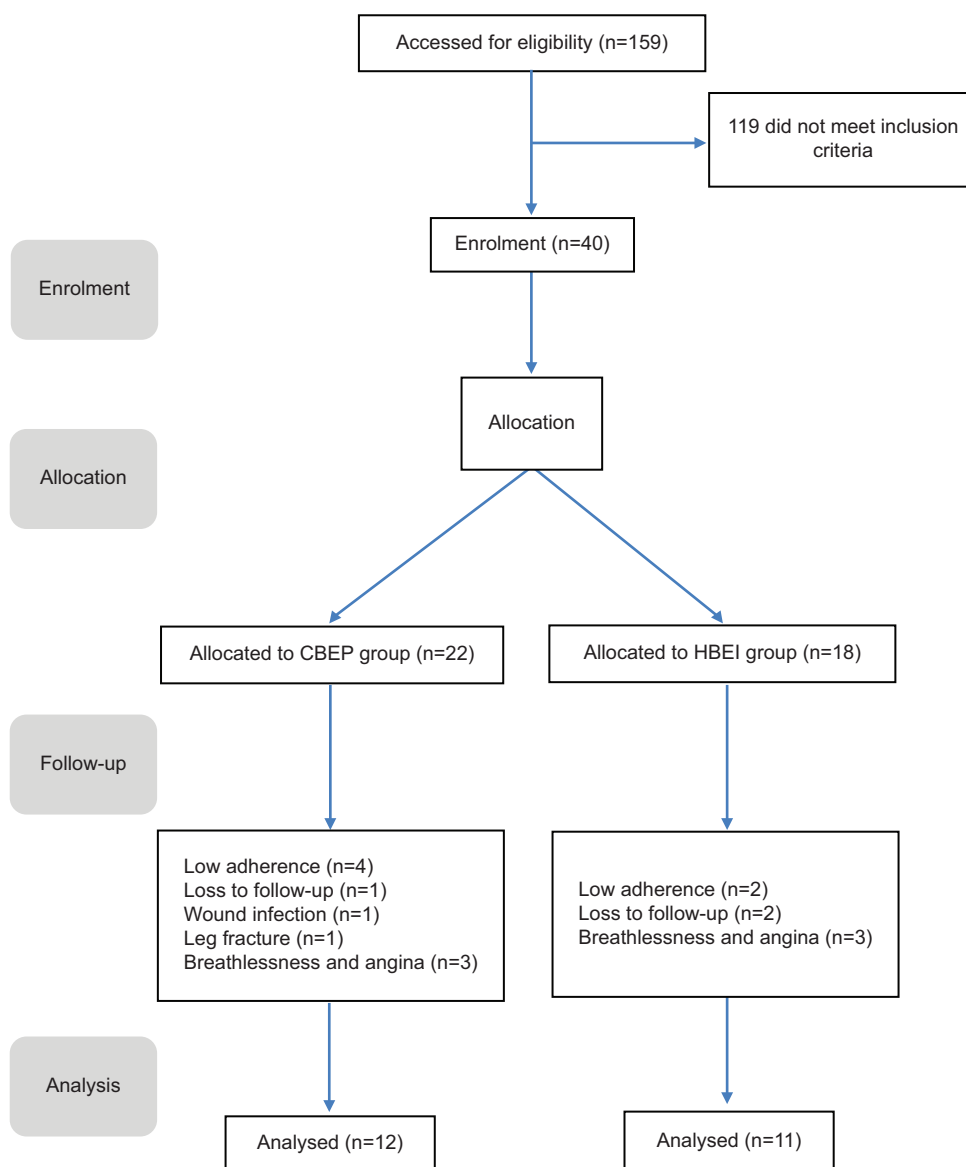 Accessed for eligibility (n=159)
119 did not meet inclusion
criteria
Enrolment (n=40)
Enrolment
Allocation
Allocation
Allocated to CBEP group (n=22)
Allocated to HBEI group (n=18)
Follow-up
Low adherence (n=4)
Loss to follow-up (n=1)
Wound infection (n=1)
Leg fracture (n=1)
Breathlessness and angina (n=3)
Low adherence (n=2)
Loss to follow-up (n=2)
Breathlessness and angina (n=3)
Analysis
Analysed (n=12)
Analysed (n=11)